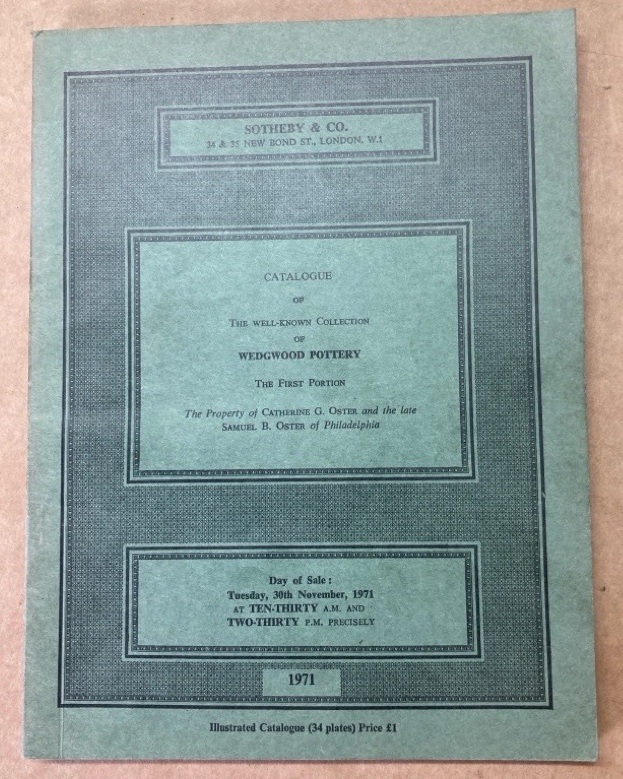 SOTHEBY & CO.
34 & 35 NEW BOND ST., LONDON, W.1
CATALOGUE
OF
THE WELL-KNOWN COLLECTION
OF
WEDGWOOD POTTERY
THE FIRST PORTION
The Property of CATHERINE G. OSTER and the late
SAMUEL B. OSTER of Philadelphia
Day of Sale:
Tuesday, 30th November, 1971
AT TEN-THIRTY A.M. AND
TWO-THIRTY P.M. PRECISELY
1971
Illustrated Catalogue (34 plates) Price £1